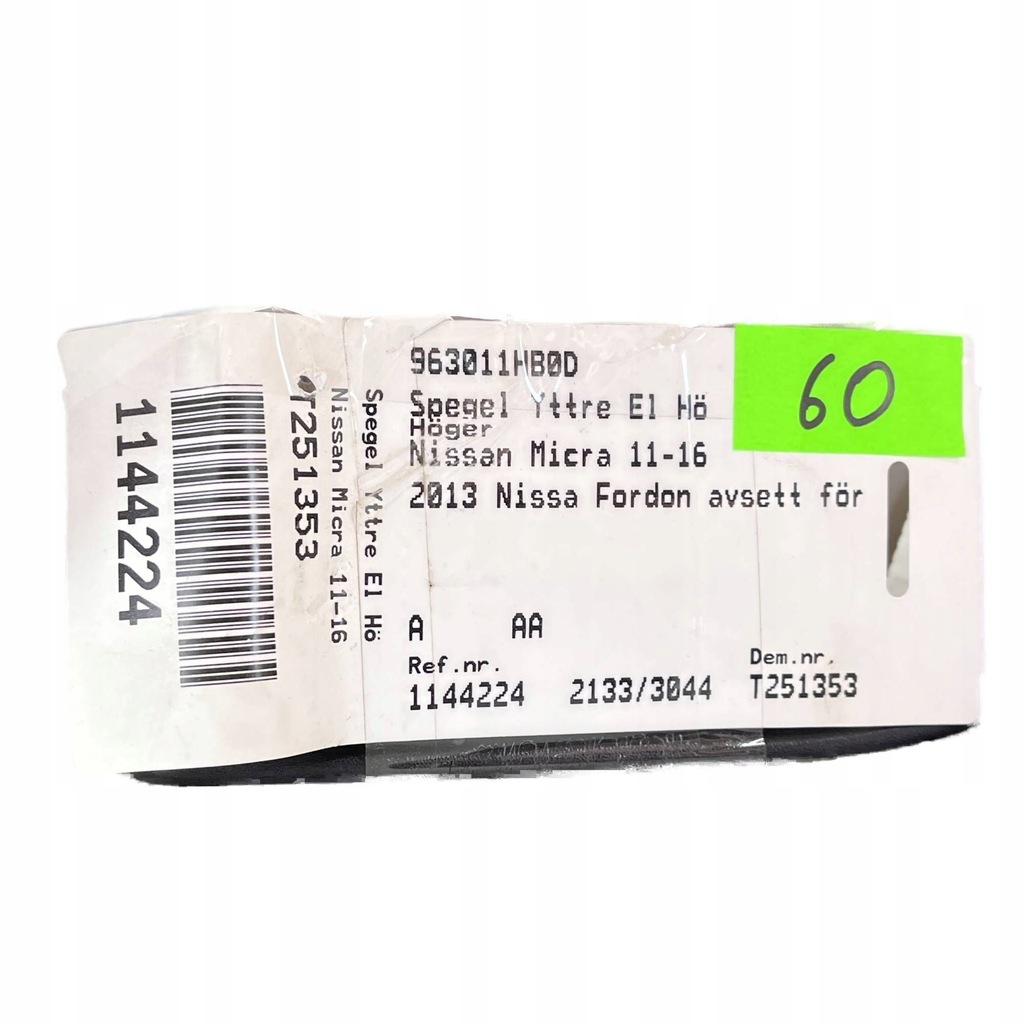 963011HB0D
Spegel Yttre El Hö
Höger
Nissan Micra 11-16
2013 Nissa Fordon avsett för
A AA
Ref.nr. Dem.nr.
1144224 2133/3044 T251353
60
Spegel Yttre El Hö
Nissan Micra 11-16
T251353
1144224